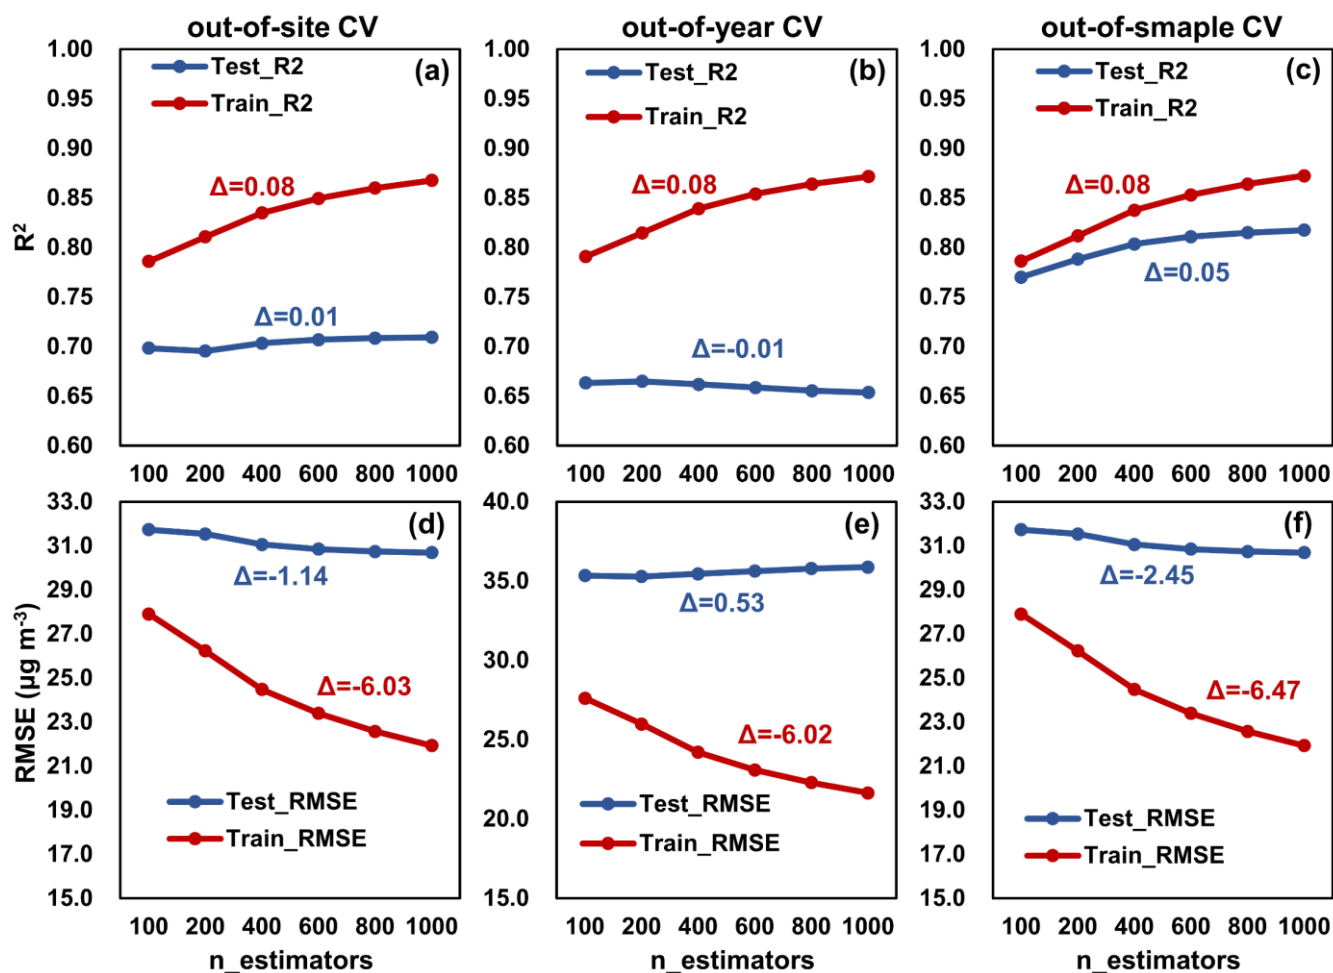 out-of-site CV
out-of-year CV
out-of-smaple CV
R²
1.00
0.95
0.90
0.85
0.80
0.75
0.70
0.65
0.60
Test_R2
Train_R2
(a)
Δ=0.08
Δ=0.01
100 200 400 600 800 1000
1.00
0.95
0.90
0.85
0.80
0.75
0.70
0.65
0.60
Test_R2
Train_R2
(b)
Δ=0.08
Δ=-0.01
100 200 400 600 800 1000
1.00
0.95
0.90
0.85
0.80
0.75
0.70
0.65
0.60
Test_R2
Train_R2
(c)
Δ=0.08
Δ=0.05
100 200 400 600 800 1000
RMSE (μg m-3)
33.0
31.0
29.0
27.0
25.0
23.0
21.0
19.0
17.0
15.0
(d)
Δ=-1.14
Δ=-6.03
Test_RMSE
Train_RMSE
100 200 400 600 800 1000
n_estimators
40.0
35.0
30.0
25.0
20.0
15.0
(e)
Δ=0.53
Δ=-6.02
Test_RMSE
Train_RMSE
100 200 400 600 800 1000
n_estimators
33.0
31.0
29.0
27.0
25.0
23.0
21.0
19.0
17.0
15.0
(f)
Δ=-2.45
Δ=-6.47
Test_RMSE
Train_RMSE
100 200 400 600 800 1000
n_estimators